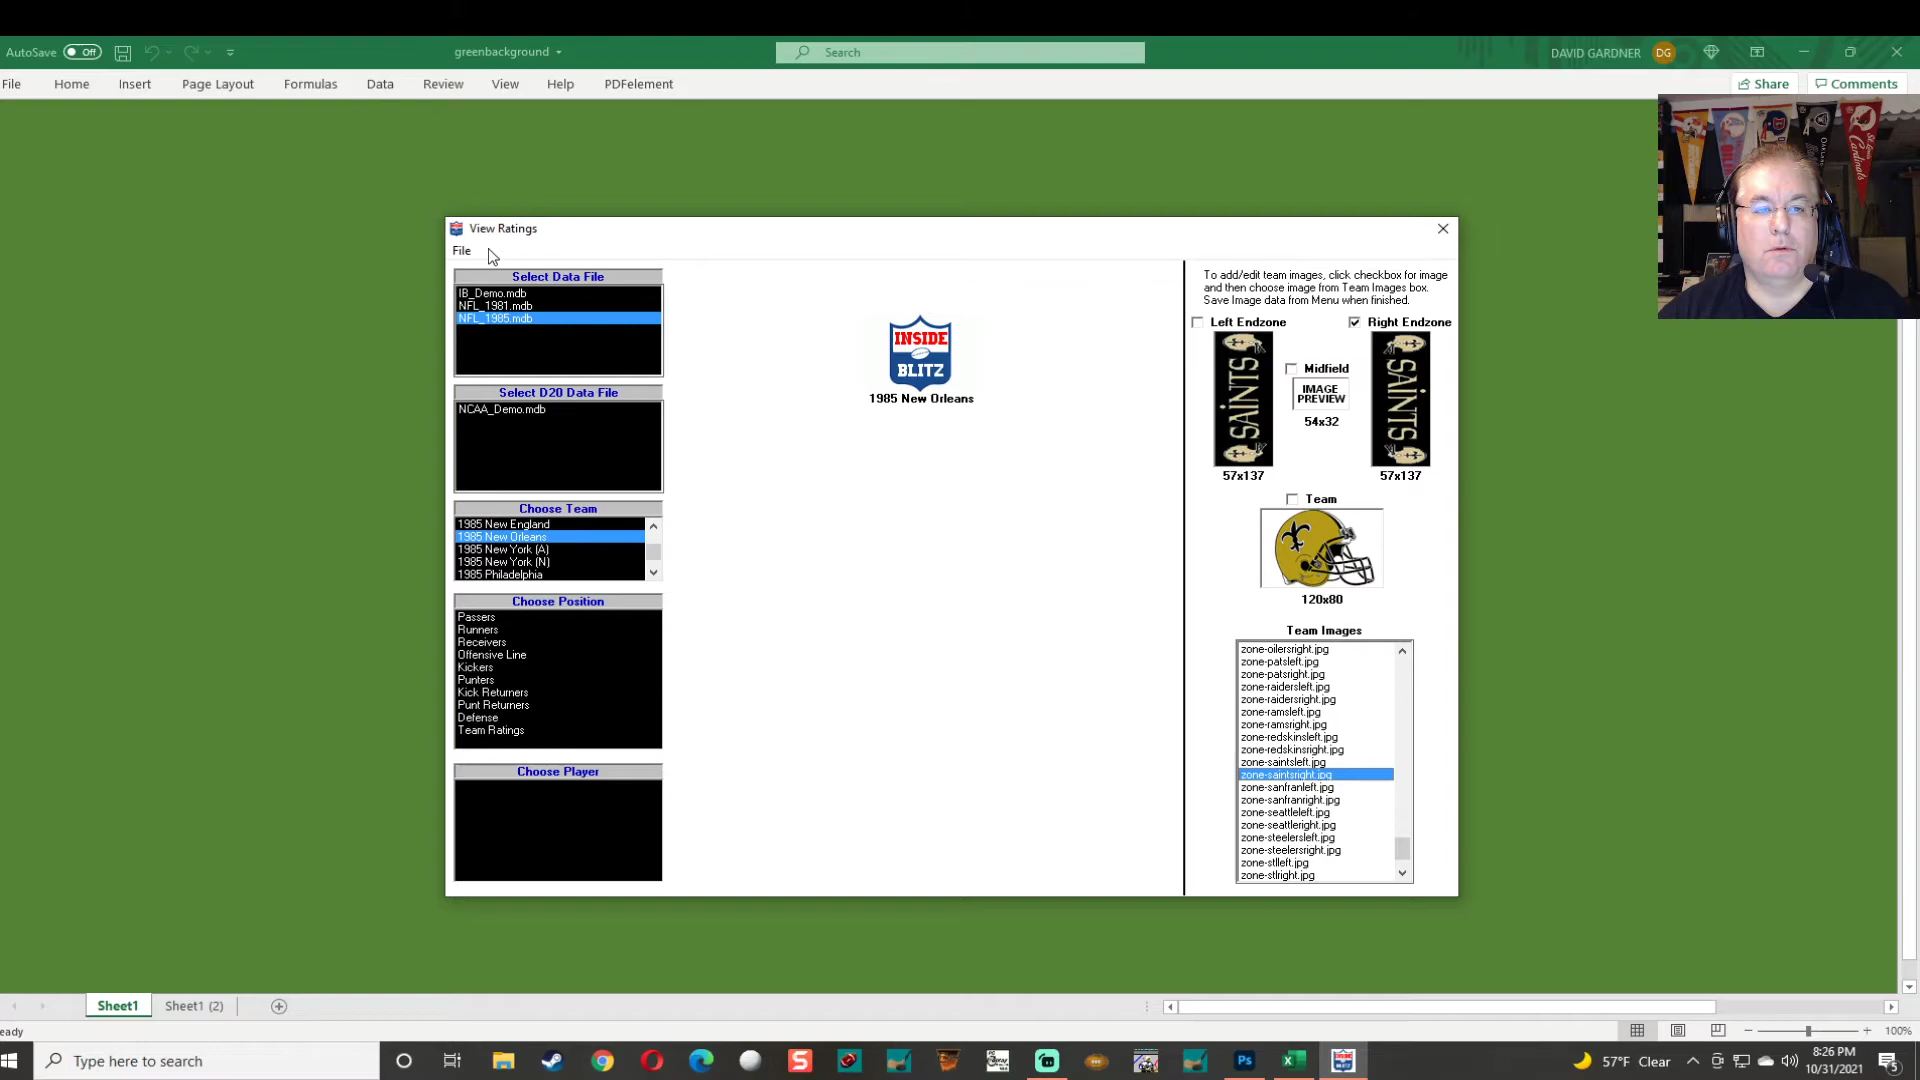 AutoSave Off greenbackground Search DAVID GARDNER DG
File Home Insert Page Layout Formulas Data Review View Help PDFelement Share Comments
St. Louis
Cardinals
View Ratings
File
Select Data File
IB_Demo.mdb
NFL_1981.mdb
NFL_1985.mdb
Select D20 Data File
NCAA_Demo.mdb
Choose Team
1985 New England
1985 New Orleans
1985 New York (A)
1985 New York (N)
1985 Philadelphia
Choose Position
Passers
Runners
Receivers
Offensive Line
Kickers
Punters
Kick Returners
Punt Returners
Defense
Team Ratings
Choose Player
INSIDE
BLITZ
1985 New Orleans
To add/edit team images, click checkbox for image
and then choose image from Team Images box.
Save Image data from Menu when finished.
Left Endzone Right Endzone
SAINTS
SAINTS
Midfield
IMAGE
PREVIEW
54x32
57x137 57x137
Team
120x80
Team Images
zone-oilersright.jpg
zone-patsleft.jpg
zone-patsright.jpg
zone-raidersleft.jpg
zone-raidersright.jpg
zone-ramsleft.jpg
zone-ramsright.jpg
zone-redskinsleft.jpg
zone-redskinsright.jpg
zone-saintsleft.jpg
zone-saintsright.jpg
zone-sanfranleft.jpg
zone-sanfranright.jpg
zone-seattleleft.jpg
zone-seattleright.jpg
zone-steelersleft.jpg
zone-steelersright.jpg
zone-stlleft.jpg
zone-stlright.jpg
Sheet1 Sheet1 (2)
eady 100%
Type here to search 57°F Clear 8:26 PM
10/31/2021
5